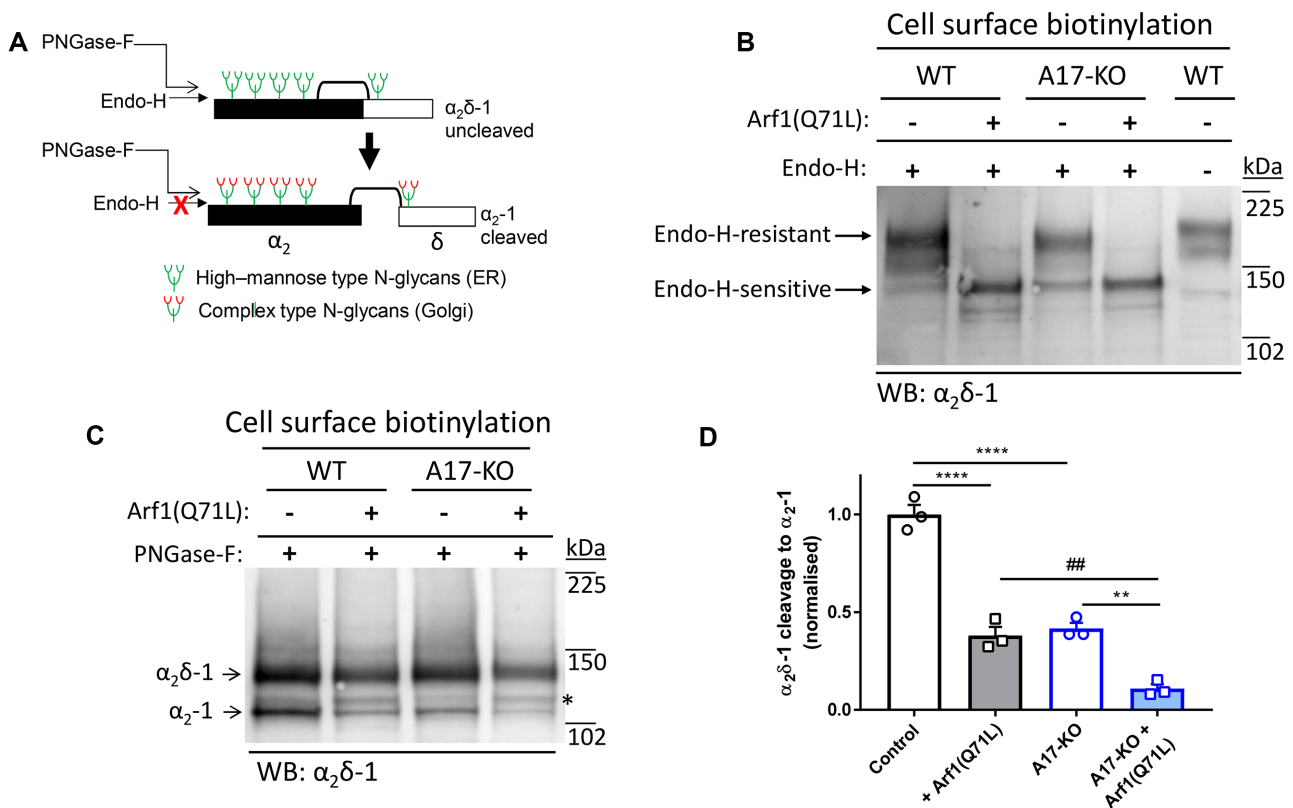 A
PNGase-F
Endo-H
α₂δ-1
uncleaved
PNGase-F
Endo-H
X
α₂
δ
α₂-1
cleaved
High–mannose type N-glycans (ER)
Complex type N-glycans (Golgi)
B
Cell surface biotinylation
WT A17-KO WT
Arf1(Q71L): - + - + -
Endo-H: + + + + -
kDa
225
Endo-H-resistant
150
Endo-H-sensitive
102
WB: α₂δ-1
C
Cell surface biotinylation
WT A17-KO
Arf1(Q71L): - + - +
PNGase-F: + + + +
kDa
225
150
α₂δ-1
*
α₂-1
102
WB: α₂δ-1
D
α₂δ-1 cleavage to α₂-1
(normalised)
****
****
1.0
##
**
0.5
0.0
Control
+ Arf1(Q71L)
A17-KO
A17-KO +
Arf1(Q71L)